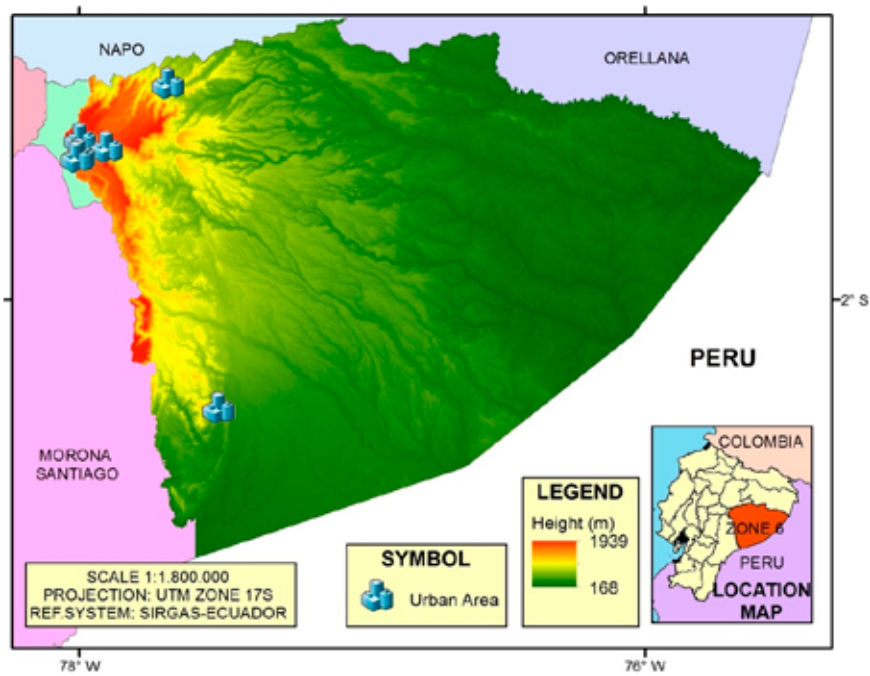 NAPO
ORELLANA
2° S
PERU
MORONA
SANTIAGO
SCALE 1:1.800.000
PROJECTION: UTM ZONE 17S
REF.SYSTEM: SIRGAS-ECUADOR
SYMBOL
Urban Area
LEGEND
Height (m)
1939
168
COLOMBIA
ZONE 6
PERU
LOCATION
MAP
78° W
76° W